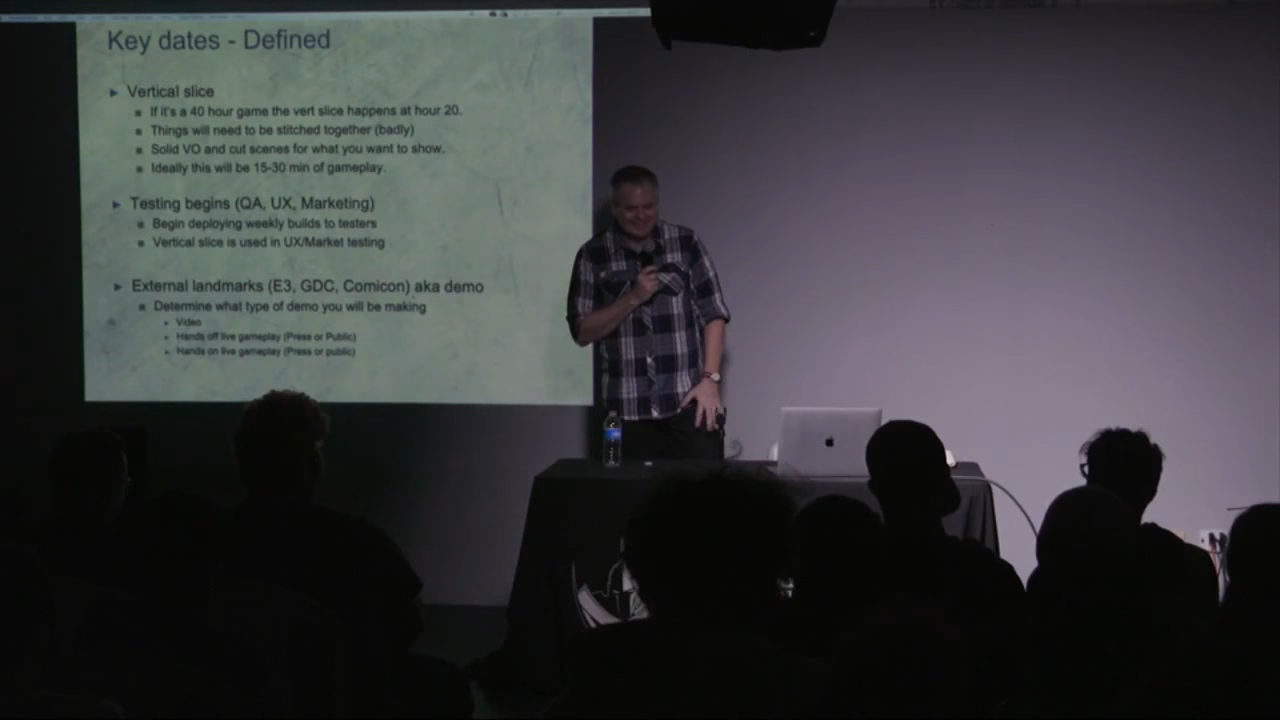 Key dates - Defined
Vertical slice
If it's a 40 hour game the vert slice happens at hour 20.
Things will need to be stitched together (badly)
Solid VO and cut scenes for what you want to show.
Ideally this will be 15-30 min of gameplay.
Testing begins (QA, UX, Marketing)
Begin deploying weekly builds to testers
Vertical slice is used in UX/Market testing
External landmarks (E3, GDC, Comicon) aka demo
Determine what type of demo you will be making
Video
Hands off live gameplay (Press or Public)
Hands on live gameplay (Press or public)